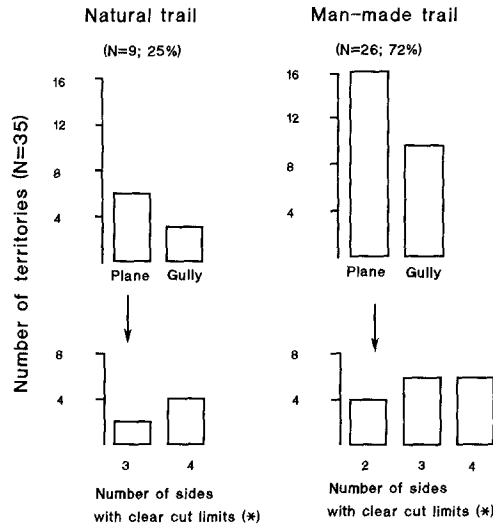 Natural trail
(N=9; 25%)
Man-made trail
(N=26; 72%)
Number of territories (N=35)
16
12
8
4
Plane Gully
16
12
8
4
Plane Gully
8
4
3 4
Number of sides
with clear cut limits (*)
8
4
2 3 4
Number of sides
with clear cut limits (*)